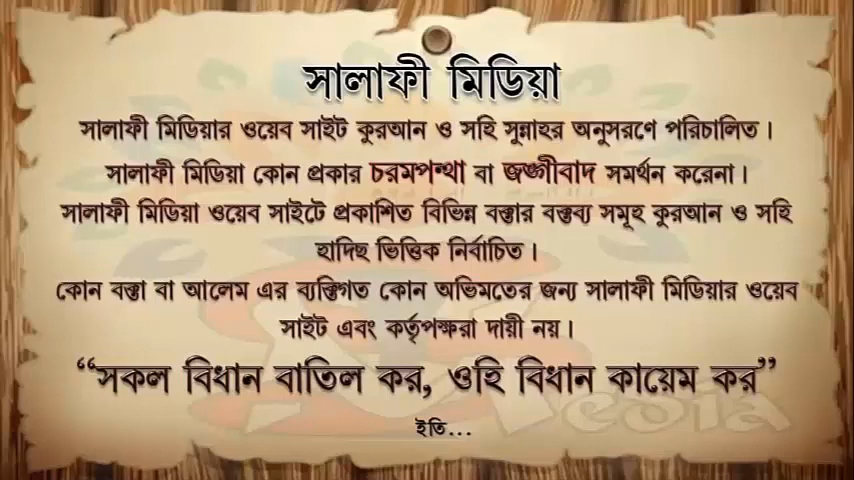 সালাফী মিডিয়া
সালাফী মিডিয়ার ওয়েব সাইট কুরআন ও সহি সুন্নাহর অনুসরণে পরিচালিত।
সালাফী মিডিয়া কোন প্রকার চরমপন্থা বা জঙ্গীবাদ সমর্থন করেনা।
সালাফী মিডিয়া ওয়েব সাইটে প্রকাশিত বিভিন্ন বক্তার বক্তব্য সমূহ কুরআন ও সহি
হাদিছ ভিত্তিক নির্বাচিত।
কোন বক্তা বা আলেম এর ব্যক্তিগত কোন অভিমতের জন্য সালাফী মিডিয়ার ওয়েব
সাইট এবং কর্তৃপক্ষরা দায়ী নয়।
“সকল বিধান বাতিল কর, ওহি বিধান কায়েম কর”
ইতি...